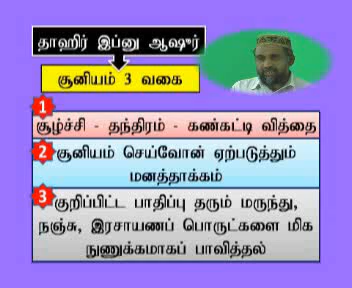 தாஹிர் இப்னு ஆஷூர்
சூனியம் 3 வகை
1
சூழ்ச்சி - தந்திரம் - கண்கட்டி வித்தை
2 சூனியம் செய்வோன் ஏற்படுத்தும்
மனத்தாக்கம்
3 குறிப்பிட்ட பாதிப்பு தரும் மருந்து,
நஞ்சு, இரசாயணப் பொருட்களை மிக
நுணுக்கமாகப் பாவித்தல்